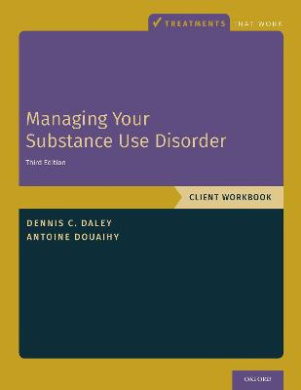 ✓ TREATMENTS THAT WORK
Managing Your
Substance Use Disorder
Third Edition
CLIENT WORKBOOK
DENNIS C. DALEY
ANTOINE DOUAIHY
OXFORD